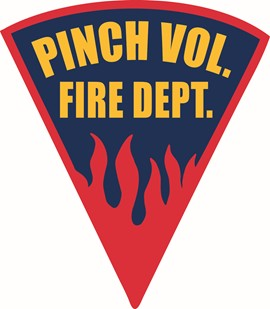 PINCH VOL.
FIRE DEPT.